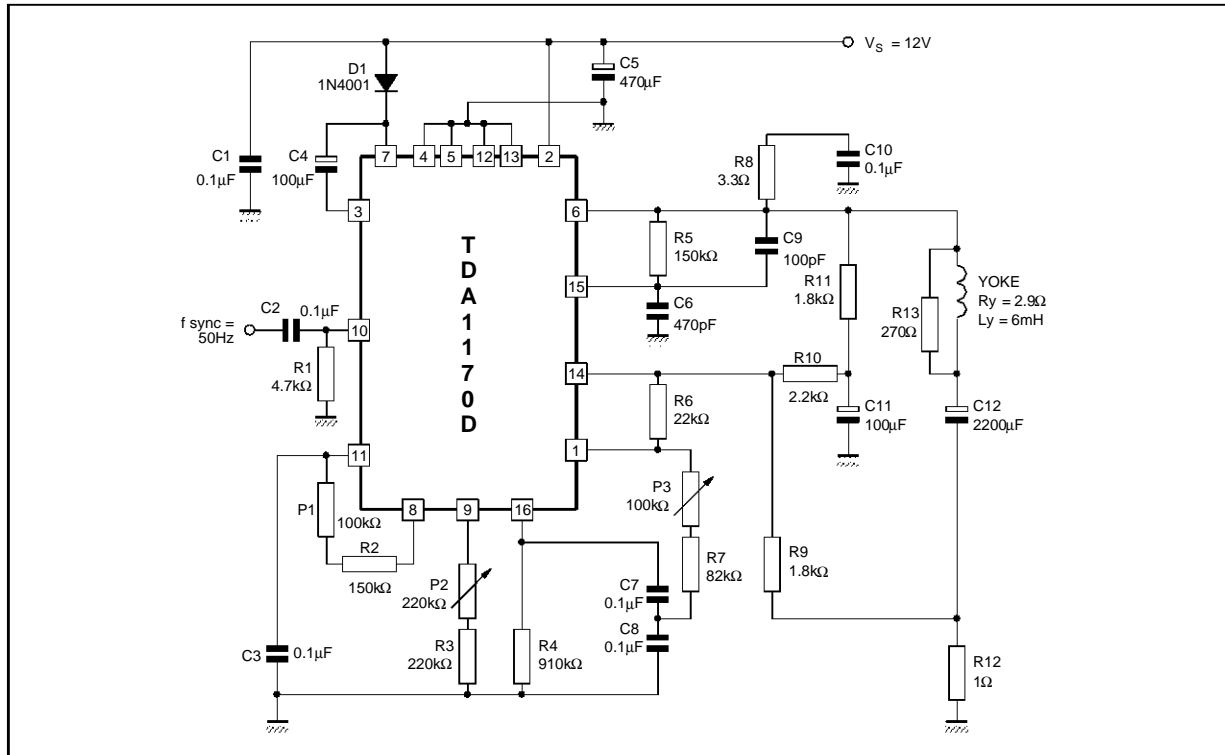 V_S = 12V
D1
1N4001
C5
470µF
C1
0.1µF
C4
100µF
7
4
5
12
13
2
R8
3.3Ω
C10
0.1µF
3
6
TDA1170D
R5
150kΩ
C9
100pF
R11
1.8kΩ
YOKE
Ry = 2.9Ω
Ly = 6mH
R13
270Ω
15
C6
470pF
C2
0.1µF
f sync =
50Hz
10
R1
4.7kΩ
14
R10
2.2kΩ
R6
22kΩ
C11
100µF
C12
2200µF
11
1
P3
100kΩ
P1
100kΩ
8
9
16
R2
150kΩ
R7
82kΩ
R9
1.8kΩ
P2
220kΩ
C7
0.1µF
C8
0.1µF
C3
0.1µF
R3
220kΩ
R4
910kΩ
R12
1Ω